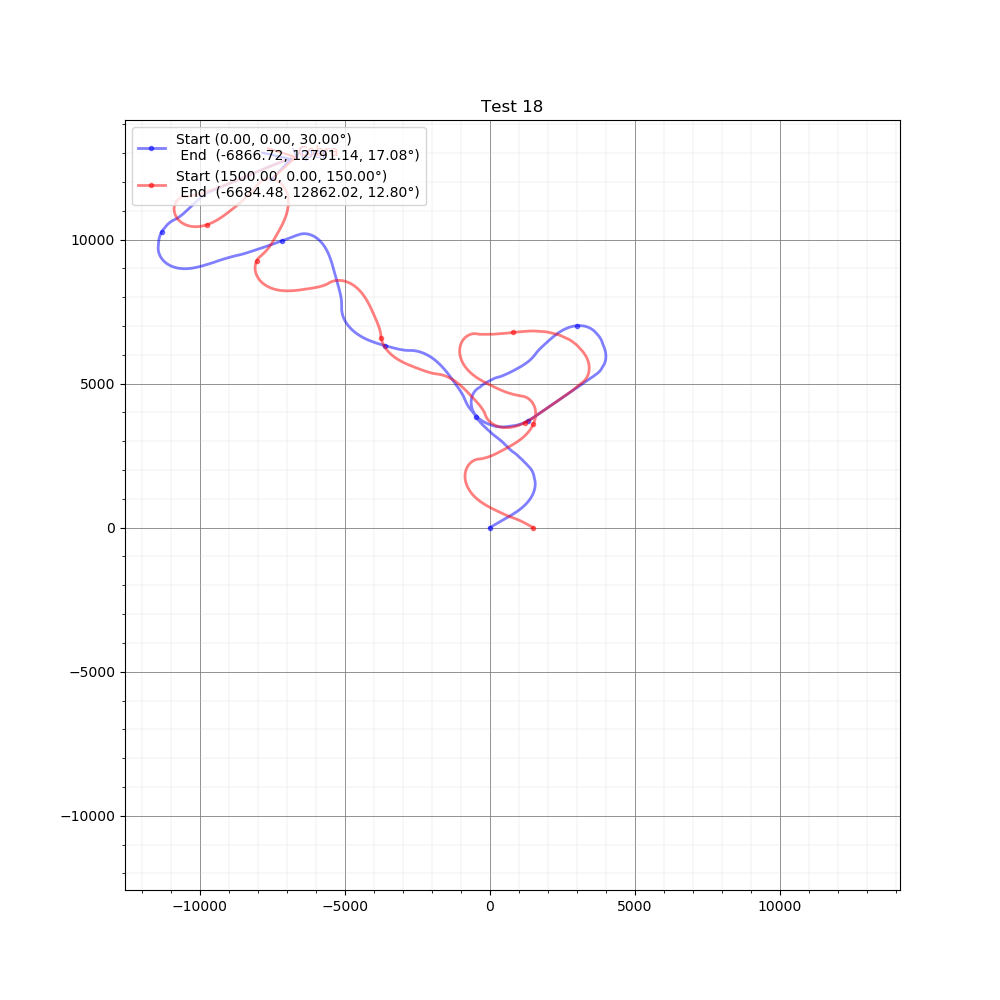 Test 18
Start (0.00, 0.00, 30.00°)
End  (-6866.72, 12791.14, 17.08°)
Start (1500.00, 0.00, 150.00°)
End  (-6684.48, 12862.02, 12.80°)
10000
5000
0
−5000
−10000
−10000 −5000 0 5000 10000